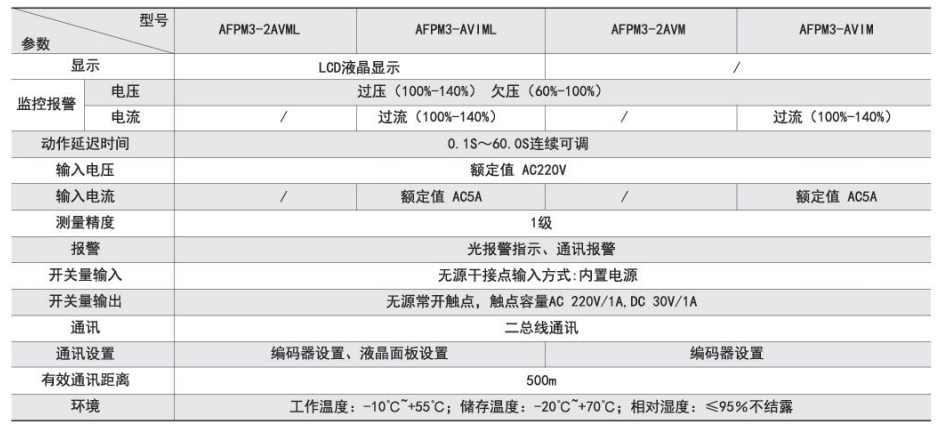 型号
参数
AFPM3-2AVML AFPM3-AVIML AFPM3-2AVM AFPM3-AVIM
显示 LCD液晶显示 /
监控报警
电压 过压（100%-140%） 欠压（60%-100%）
电流 / 过流（100%-140%） / 过流（100%-140%）
动作延迟时间 0.1S～60.0S连续可调
输入电压 额定值 AC220V
输入电流 / 额定值 AC5A / 额定值 AC5A
测量精度 1级
报警 光报警指示、通讯报警
开关量输入 无源干接点输入方式:内置电源
开关量输出 无源常开触点，触点容量AC 220V/1A,DC 30V/1A
通讯 二总线通讯
通讯设置 编码器设置、液晶面板设置 编码器设置
有效通讯距离 500m
环境 工作温度：-10℃~+55℃；储存温度：-20℃~+70℃；相对湿度：≤95%不结露